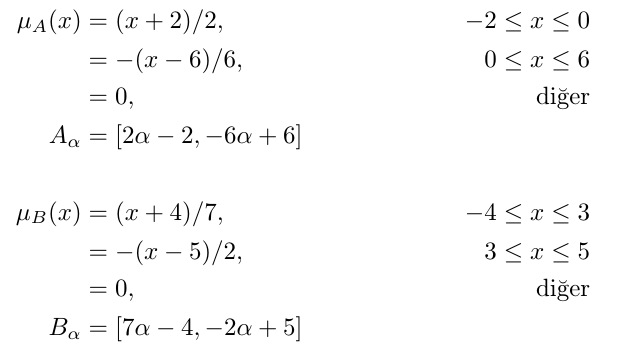 μ_A(x) = (x + 2)/2, −2 ≤ x ≤ 0
= −(x − 6)/6, 0 ≤ x ≤ 6
= 0, diğer
A_α = [2α − 2, −6α + 6]
μ_B(x) = (x + 4)/7, −4 ≤ x ≤ 3
= −(x − 5)/2, 3 ≤ x ≤ 5
= 0, diğer
B_α = [7α − 4, −2α + 5]